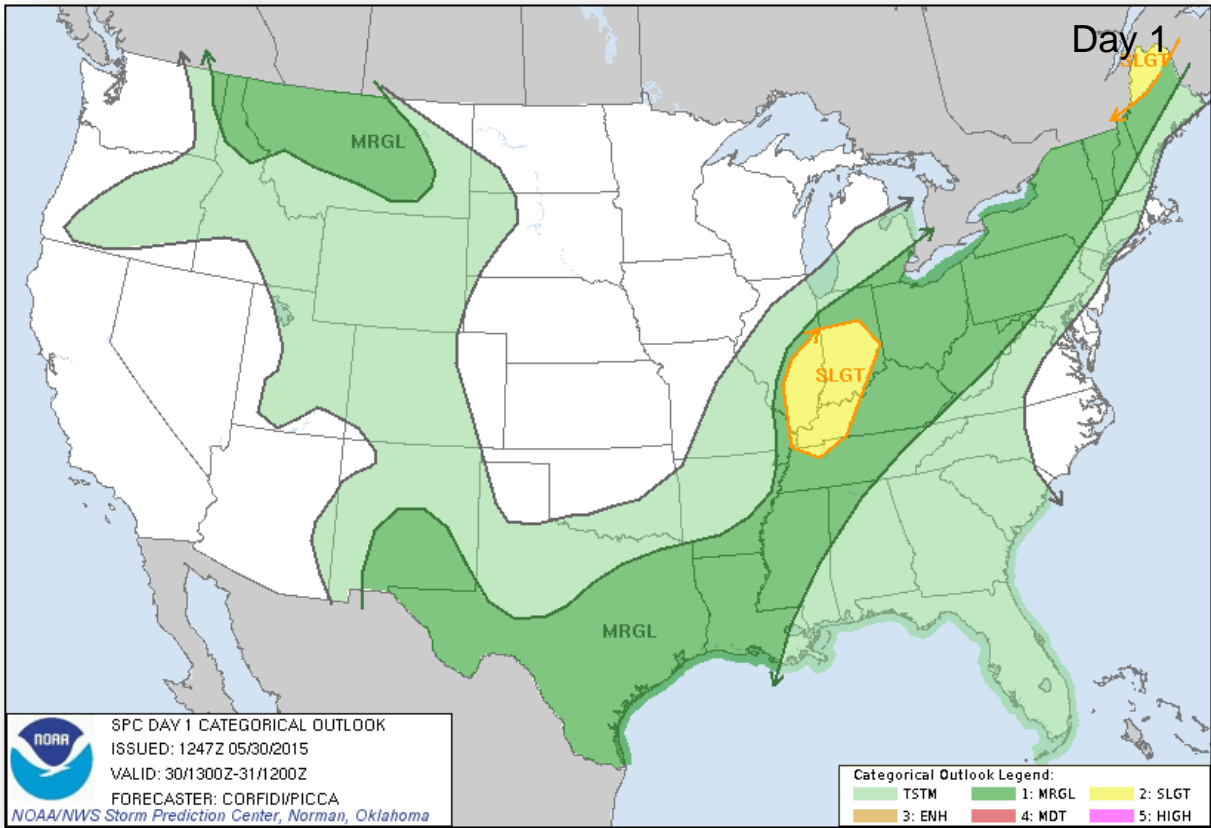 Day 1
SLGT
MRGL
SLGT
MRGL
SPC DAY 1 CATEGORICAL OUTLOOK
ISSUED: 1247Z 05/30/2015
VALID: 30/1300Z-31/1200Z
FORECASTER: CORFIDI/PICCA
NOAA/NWS Storm Prediction Center, Norman, Oklahoma
NOAA
Categorical Outlook Legend:
TSTM 1: MRGL 2: SLGT
3: ENH 4: MDT 5: HIGH